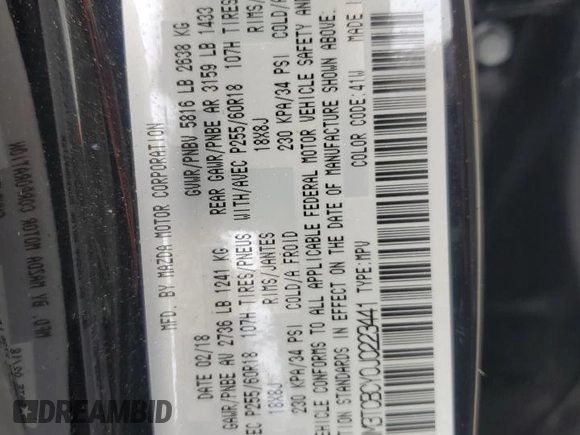 MFD. BY MAZDA MOTOR CORPORATION
DATE 02/18 GVWR/PNBV 5816 LB 2638 KG
GAWR/PNBE AV 2736 LB 1241 KG REAR GAWR/PNBE AR 3159 LB 1433
P255/60R18 107H TIRES/PNEUS WITH/AVEC P255/60R18 107H TIRES
18X8J RIMS/JANTES 18X8J RIMS/
230 KPA/34 PSI COLD/A FROID 230 KPA/34 PSI COLD/A
VEHICLE CONFORMS TO ALL APPLICABLE FEDERAL MOTOR VEHICLE SAFETY AN
STANDARDS IN EFFECT ON THE DATE OF MANUFACTURE SHOWN ABOVE.
COLOR CODE: 41W MADE
TYPE: MPV
DREAMBID